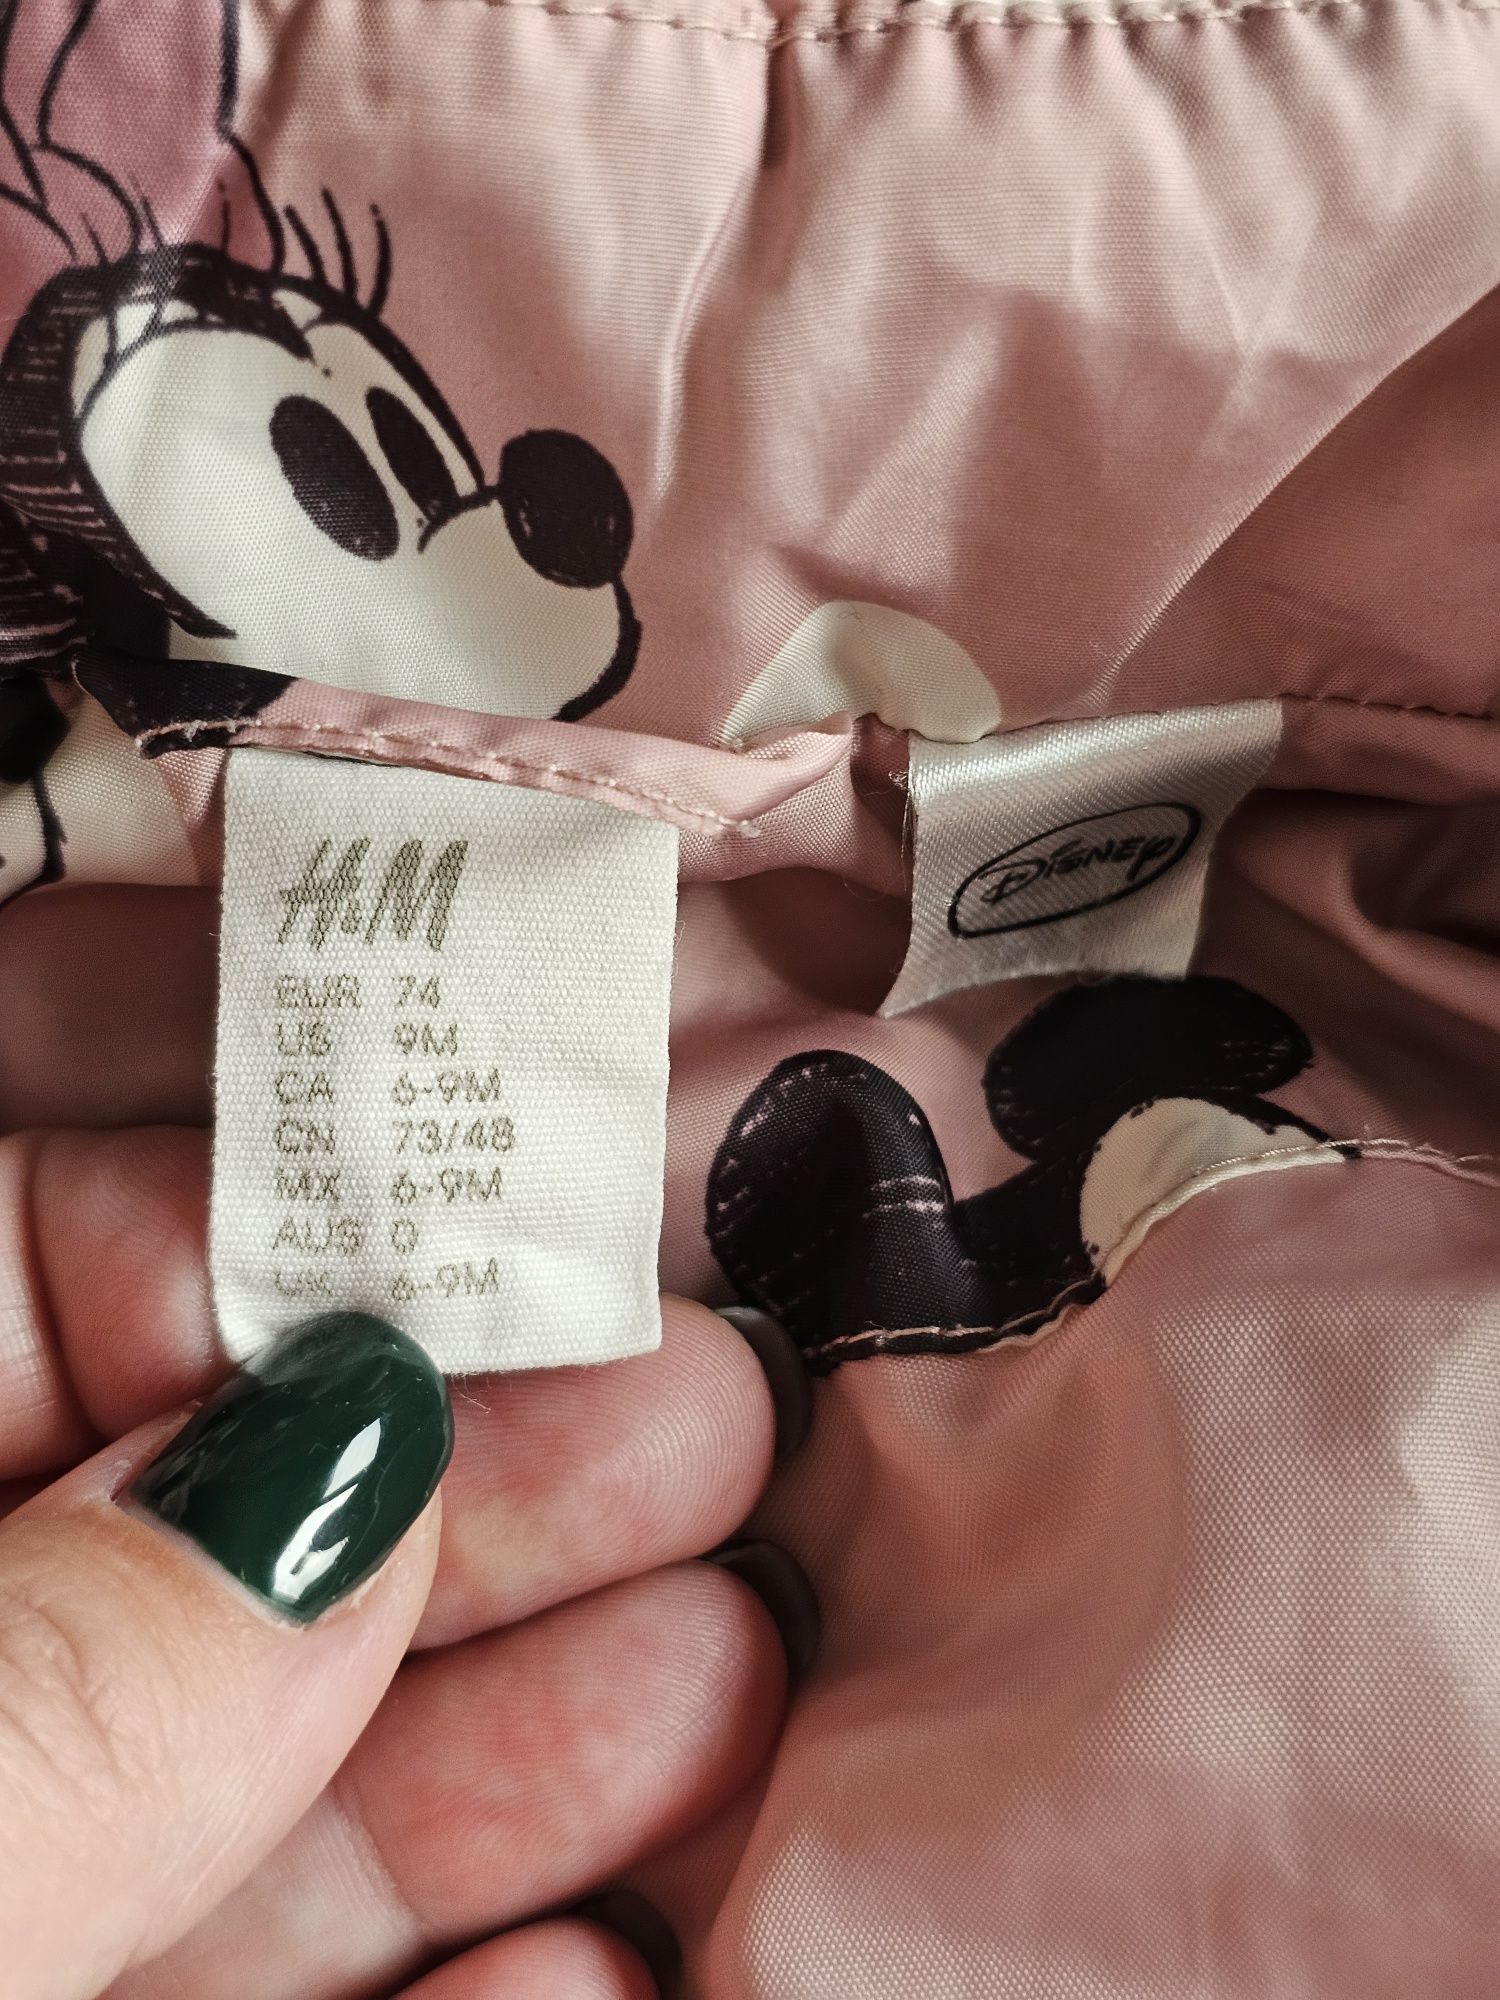 H&M
EUR 74
US 9M
CA 6-9M
CN 73/48
MX 6-9M
AUS 0
UK 6-9M
DISNEY